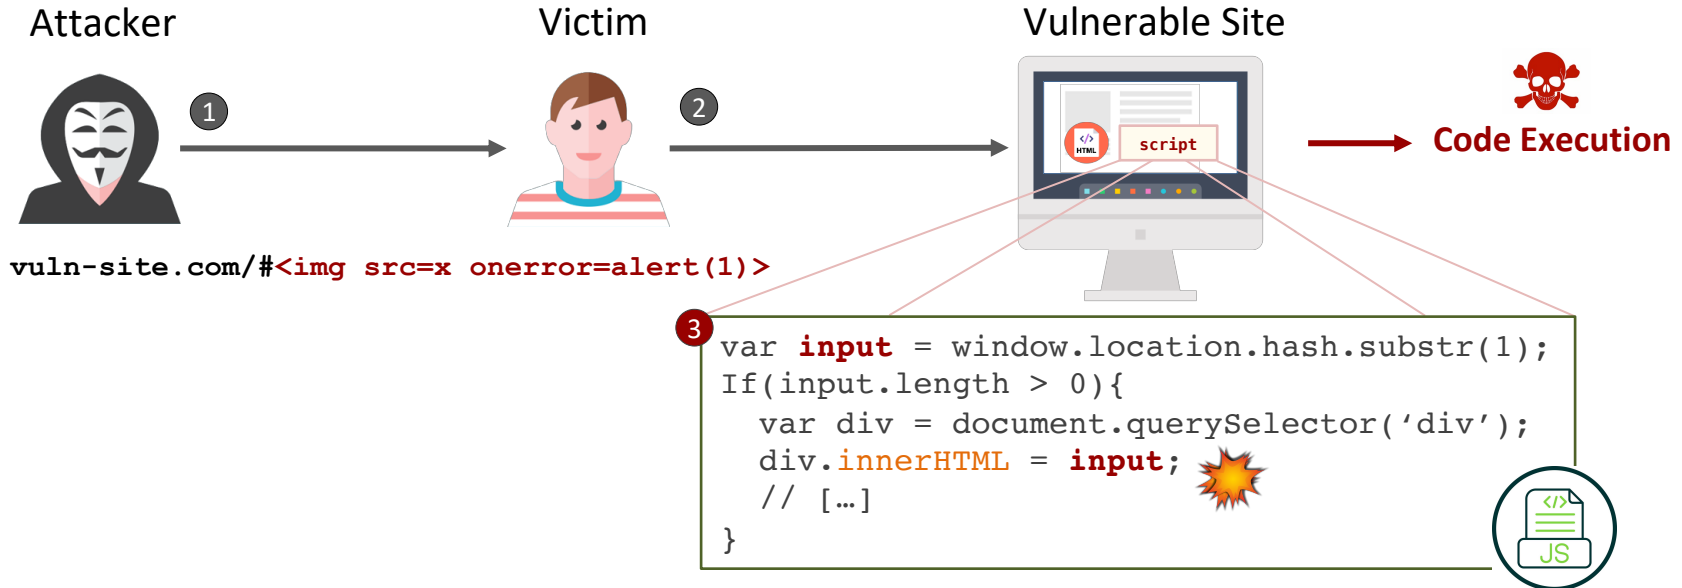 Attacker
Victim
Vulnerable Site
1
2
</>
HTML
script
Code Execution
vuln-site.com/#<img src=x onerror=alert(1)>
3
var input = window.location.hash.substr(1);
If(input.length > 0){
var div = document.querySelector(‘div’);
div.innerHTML = input;
// […]
}
</>
JS